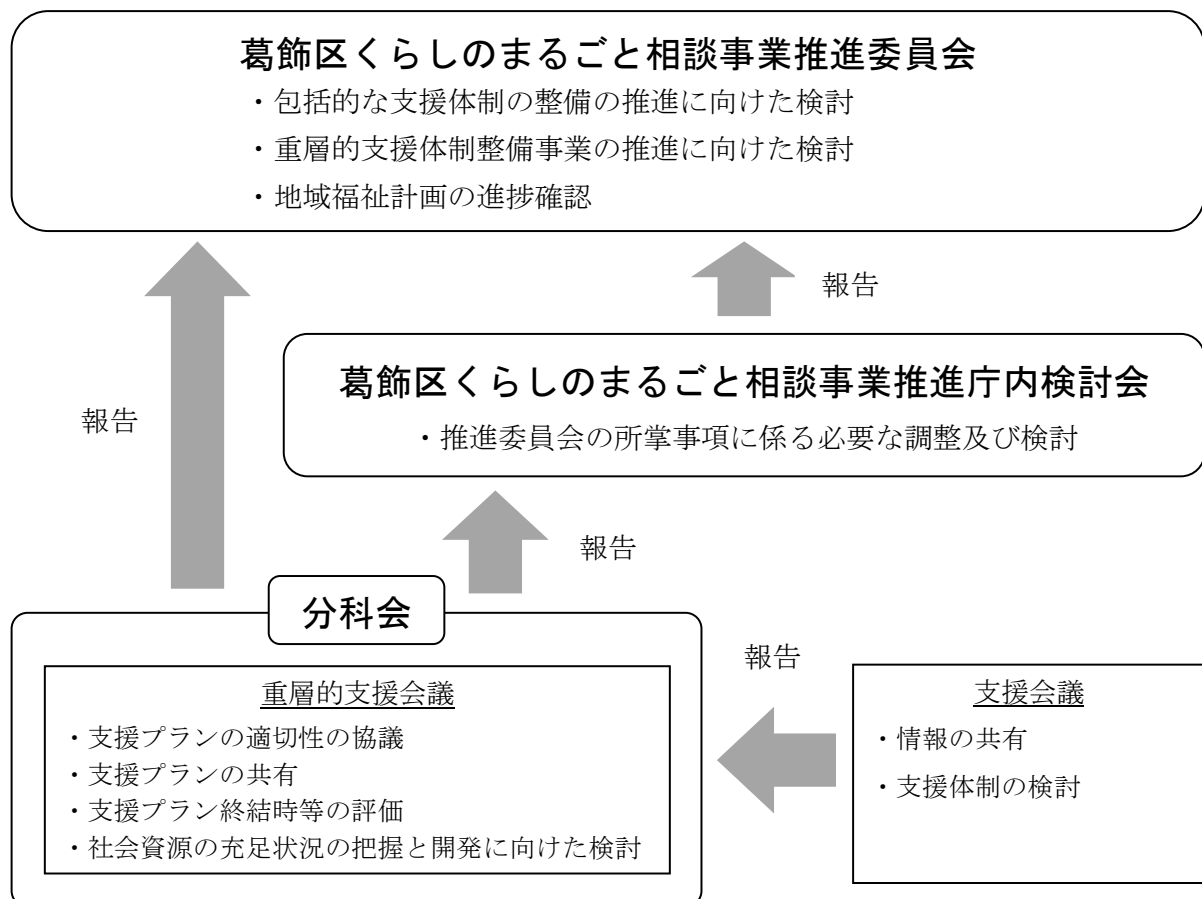 葛飾区くらしのまるごと相談事業推進委員会
・包括的な支援体制の整備の推進に向けた検討
・重層的支援体制整備事業の推進に向けた検討
・地域福祉計画の進捗確認
報告
葛飾区くらしのまるごと相談事業推進庁内検討会
・推進委員会の所掌事項に係る必要な調整及び検討
報告
報告
分科会
重層的支援会議
・支援プランの適切性の協議
・支援プランの共有
・支援プラン終結時等の評価
・社会資源の充足状況の把握と開発に向けた検討
報告
支援会議
・情報の共有
・支援体制の検討